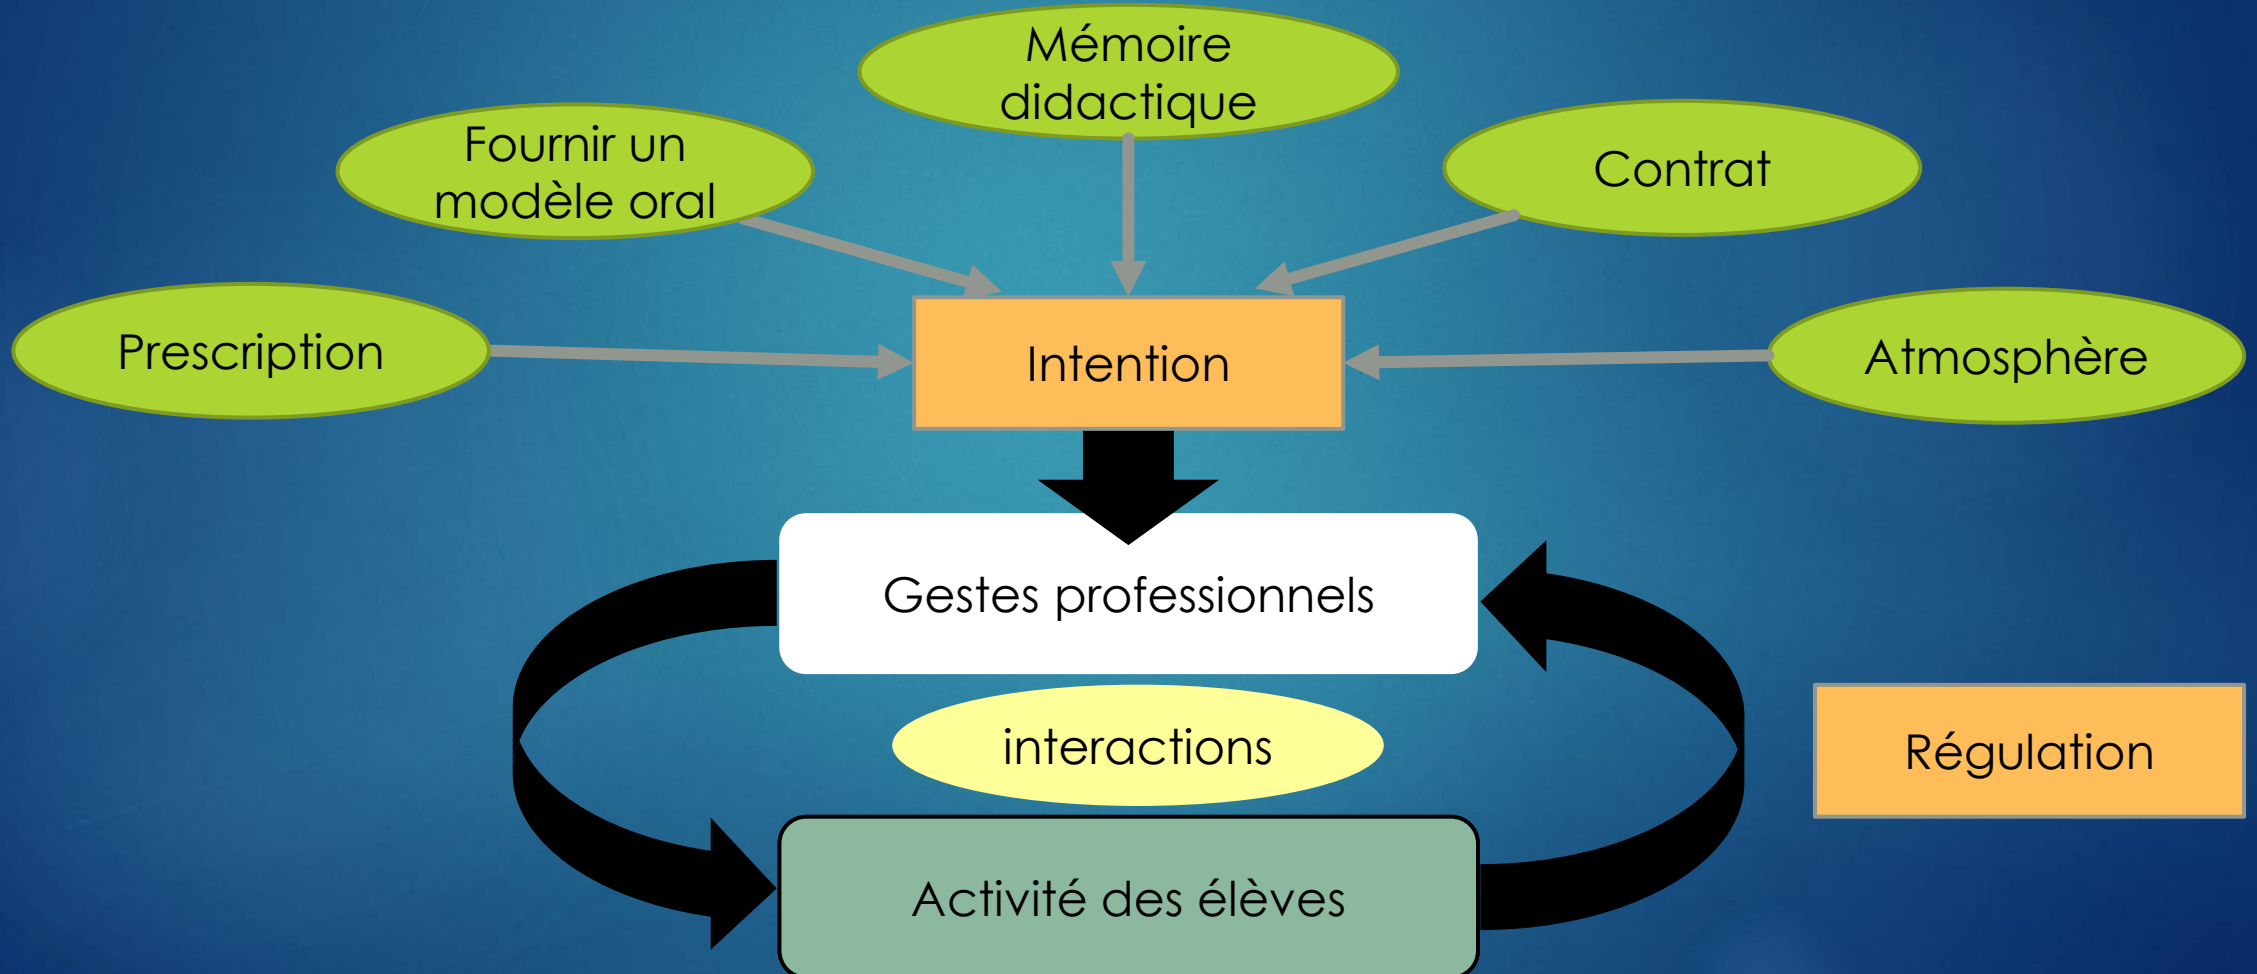 Mémoire
didactique
Fournir un
modèle oral
Contrat
Prescription
Intention
Atmosphère
Gestes professionnels
interactions
Régulation
Activité des élèves